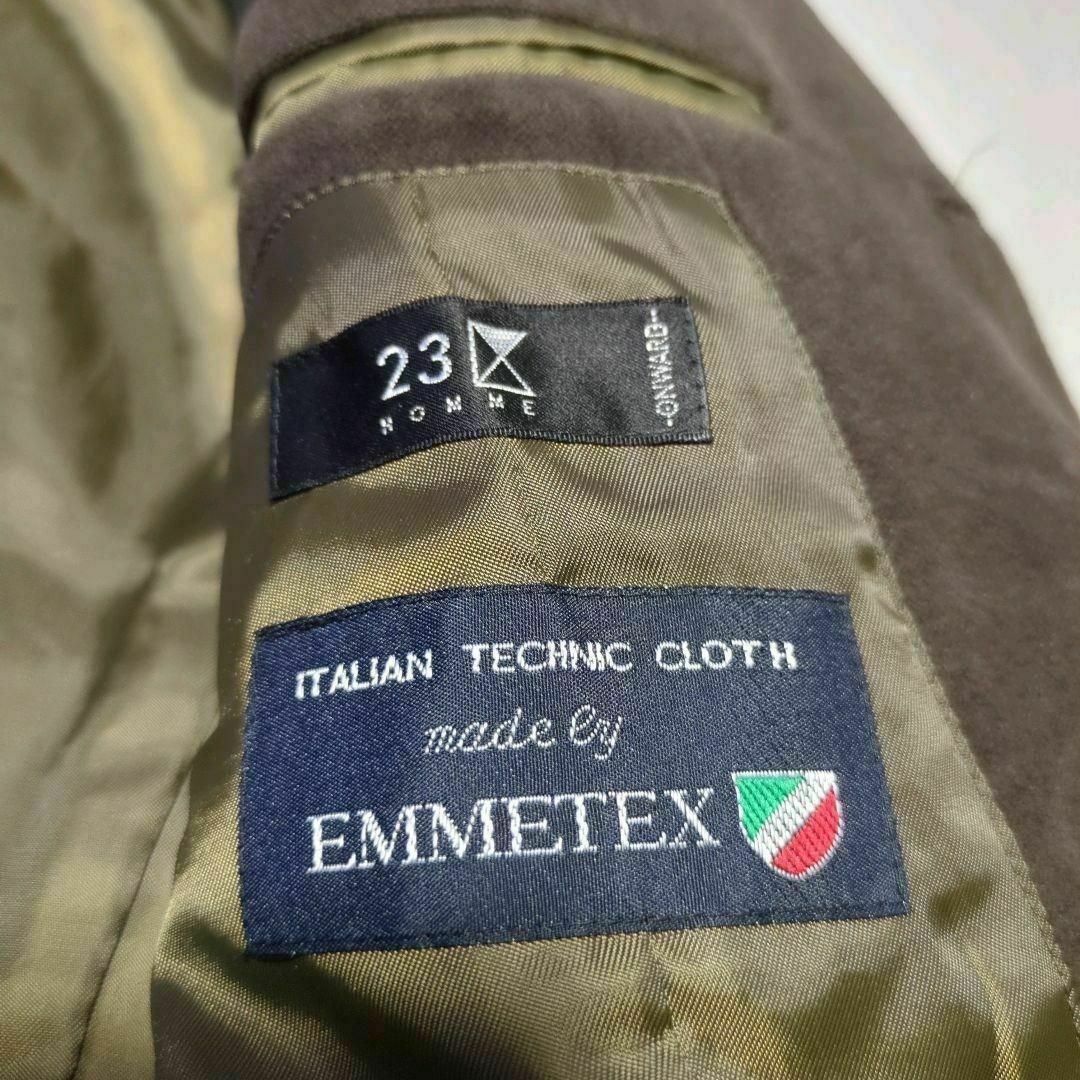 23
HOMME
-ONWARD-
ITALIAN TECHNIC CLOTH
made by
EMMETEX